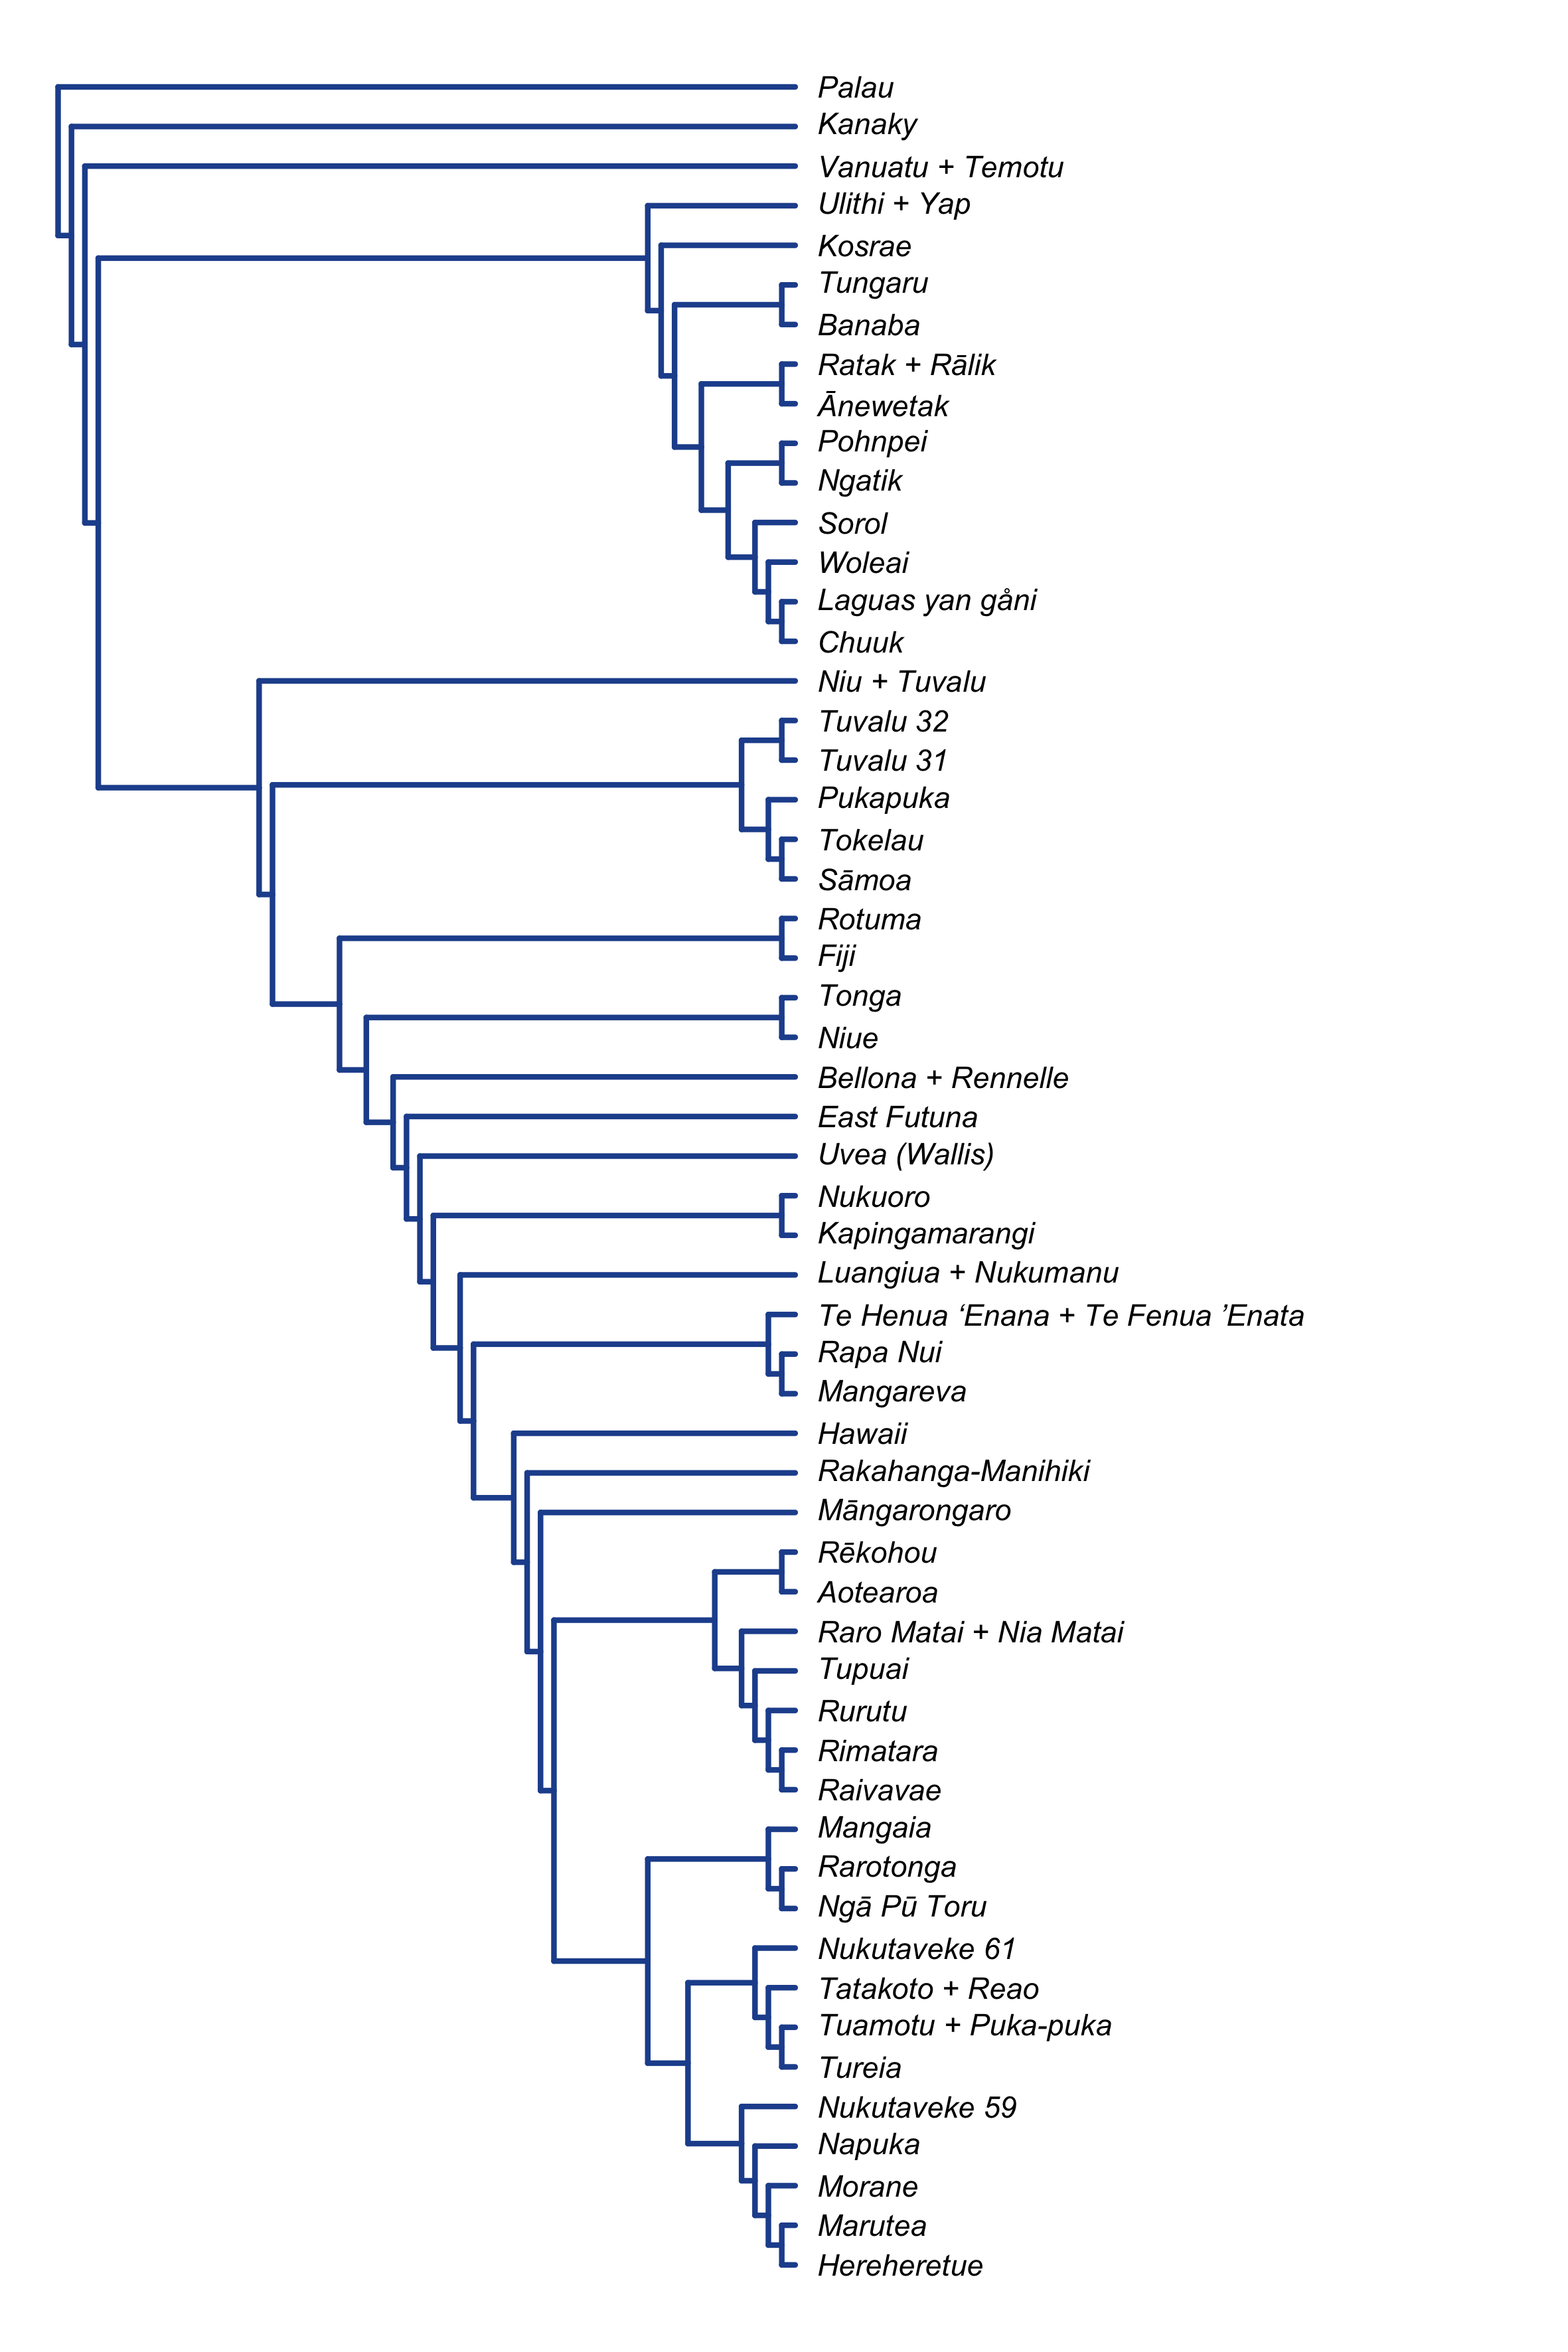 Palau
Kanaky
Vanuatu + Temotu
Ulithi + Yap
Kosrae
Tungaru
Banaba
Ratak + Rālik
Ānewetak
Pohnpei
Ngatik
Sorol
Woleai
Laguas yan gåni
Chuuk
Niu + Tuvalu
Tuvalu 32
Tuvalu 31
Pukapuka
Tokelau
Sāmoa
Rotuma
Fiji
Tonga
Niue
Bellona + Rennelle
East Futuna
Uvea (Wallis)
Nukuoro
Kapingamarangi
Luangiua + Nukumanu
Te Henua ‘Enana + Te Fenua ’Enata
Rapa Nui
Mangareva
Hawaii
Rakahanga-Manihiki
Māngarongaro
Rēkohou
Aotearoa
Raro Matai + Nia Matai
Tupuai
Rurutu
Rimatara
Raivavae
Mangaia
Rarotonga
Ngā Pū Toru
Nukutaveke 61
Tatakoto + Reao
Tuamotu + Puka-puka
Tureia
Nukutaveke 59
Napuka
Morane
Marutea
Hereheretue